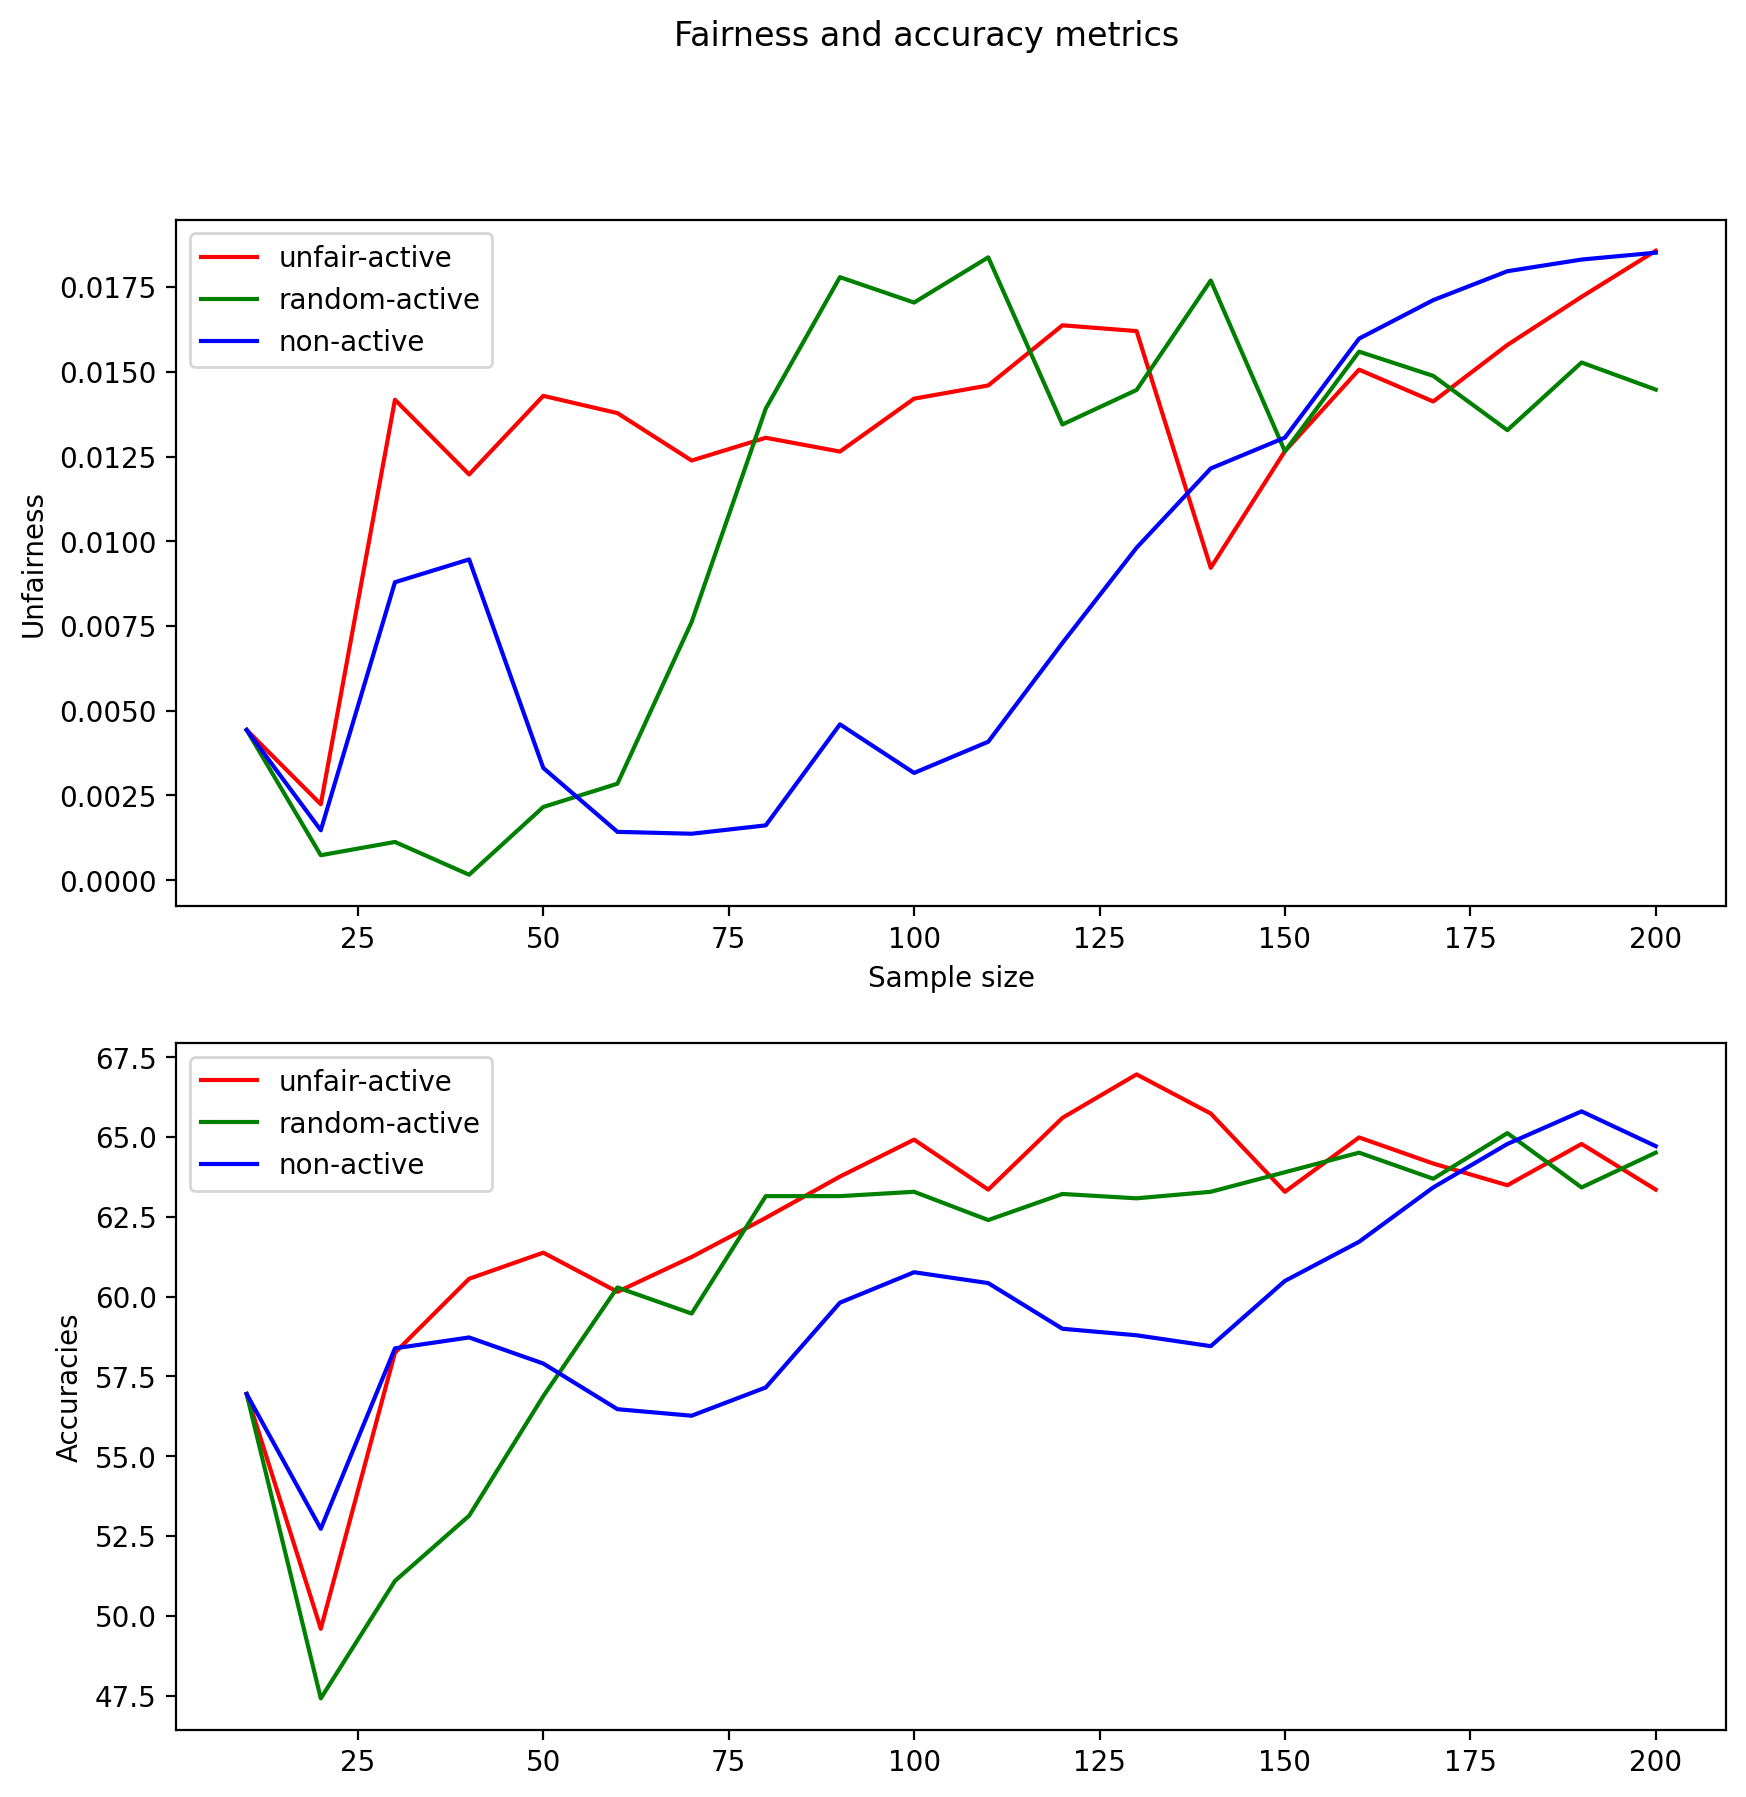 Fairness and accuracy metrics
unfair-active
random-active
non-active
0.0175
0.0150
0.0125
0.0100
0.0075
0.0050
0.0025
0.0000
Unfairness
25 50 75 100 125 150 175 200
Sample size
unfair-active
random-active
non-active
67.5
65.0
62.5
60.0
57.5
55.0
52.5
50.0
47.5
Accuracies
25 50 75 100 125 150 175 200